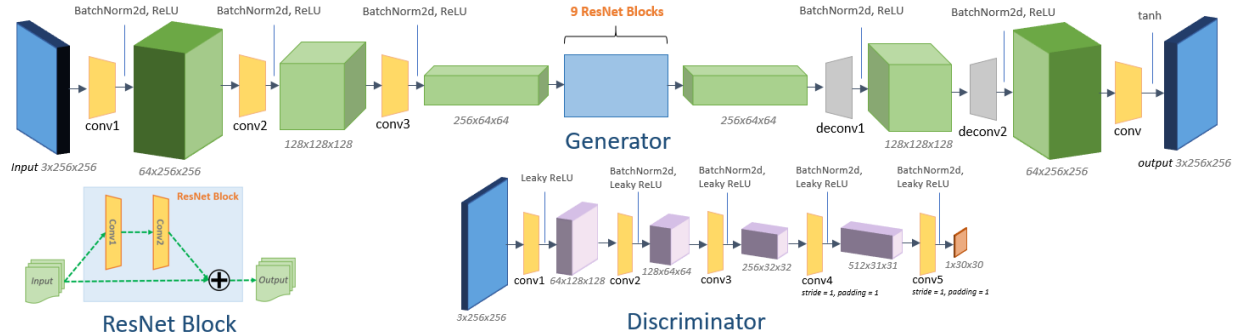 BatchNorm2d, ReLU
BatchNorm2d, ReLU
BatchNorm2d, ReLU
9 ResNet Blocks
BatchNorm2d, ReLU
BatchNorm2d, ReLU
tanh
conv1
conv2
conv3
deconv1
deconv2
conv
Input 3x256x256
64x256x256
128x128x128
256x64x64
Generator
256x64x64
128x128x128
64x256x256
output 3x256x256
ResNet Block
Conv1
Conv2
Input
Output
ResNet Block
Leaky ReLU
BatchNorm2d,
Leaky ReLU
BatchNorm2d,
Leaky ReLU
BatchNorm2d,
Leaky ReLU
BatchNorm2d,
Leaky ReLU
conv1
64x128x128
conv2
128x64x64
conv3
256x32x32
conv4
stride = 1, padding = 1
512x31x31
conv5
stride = 1, padding = 1
1x30x30
3x256x256
Discriminator